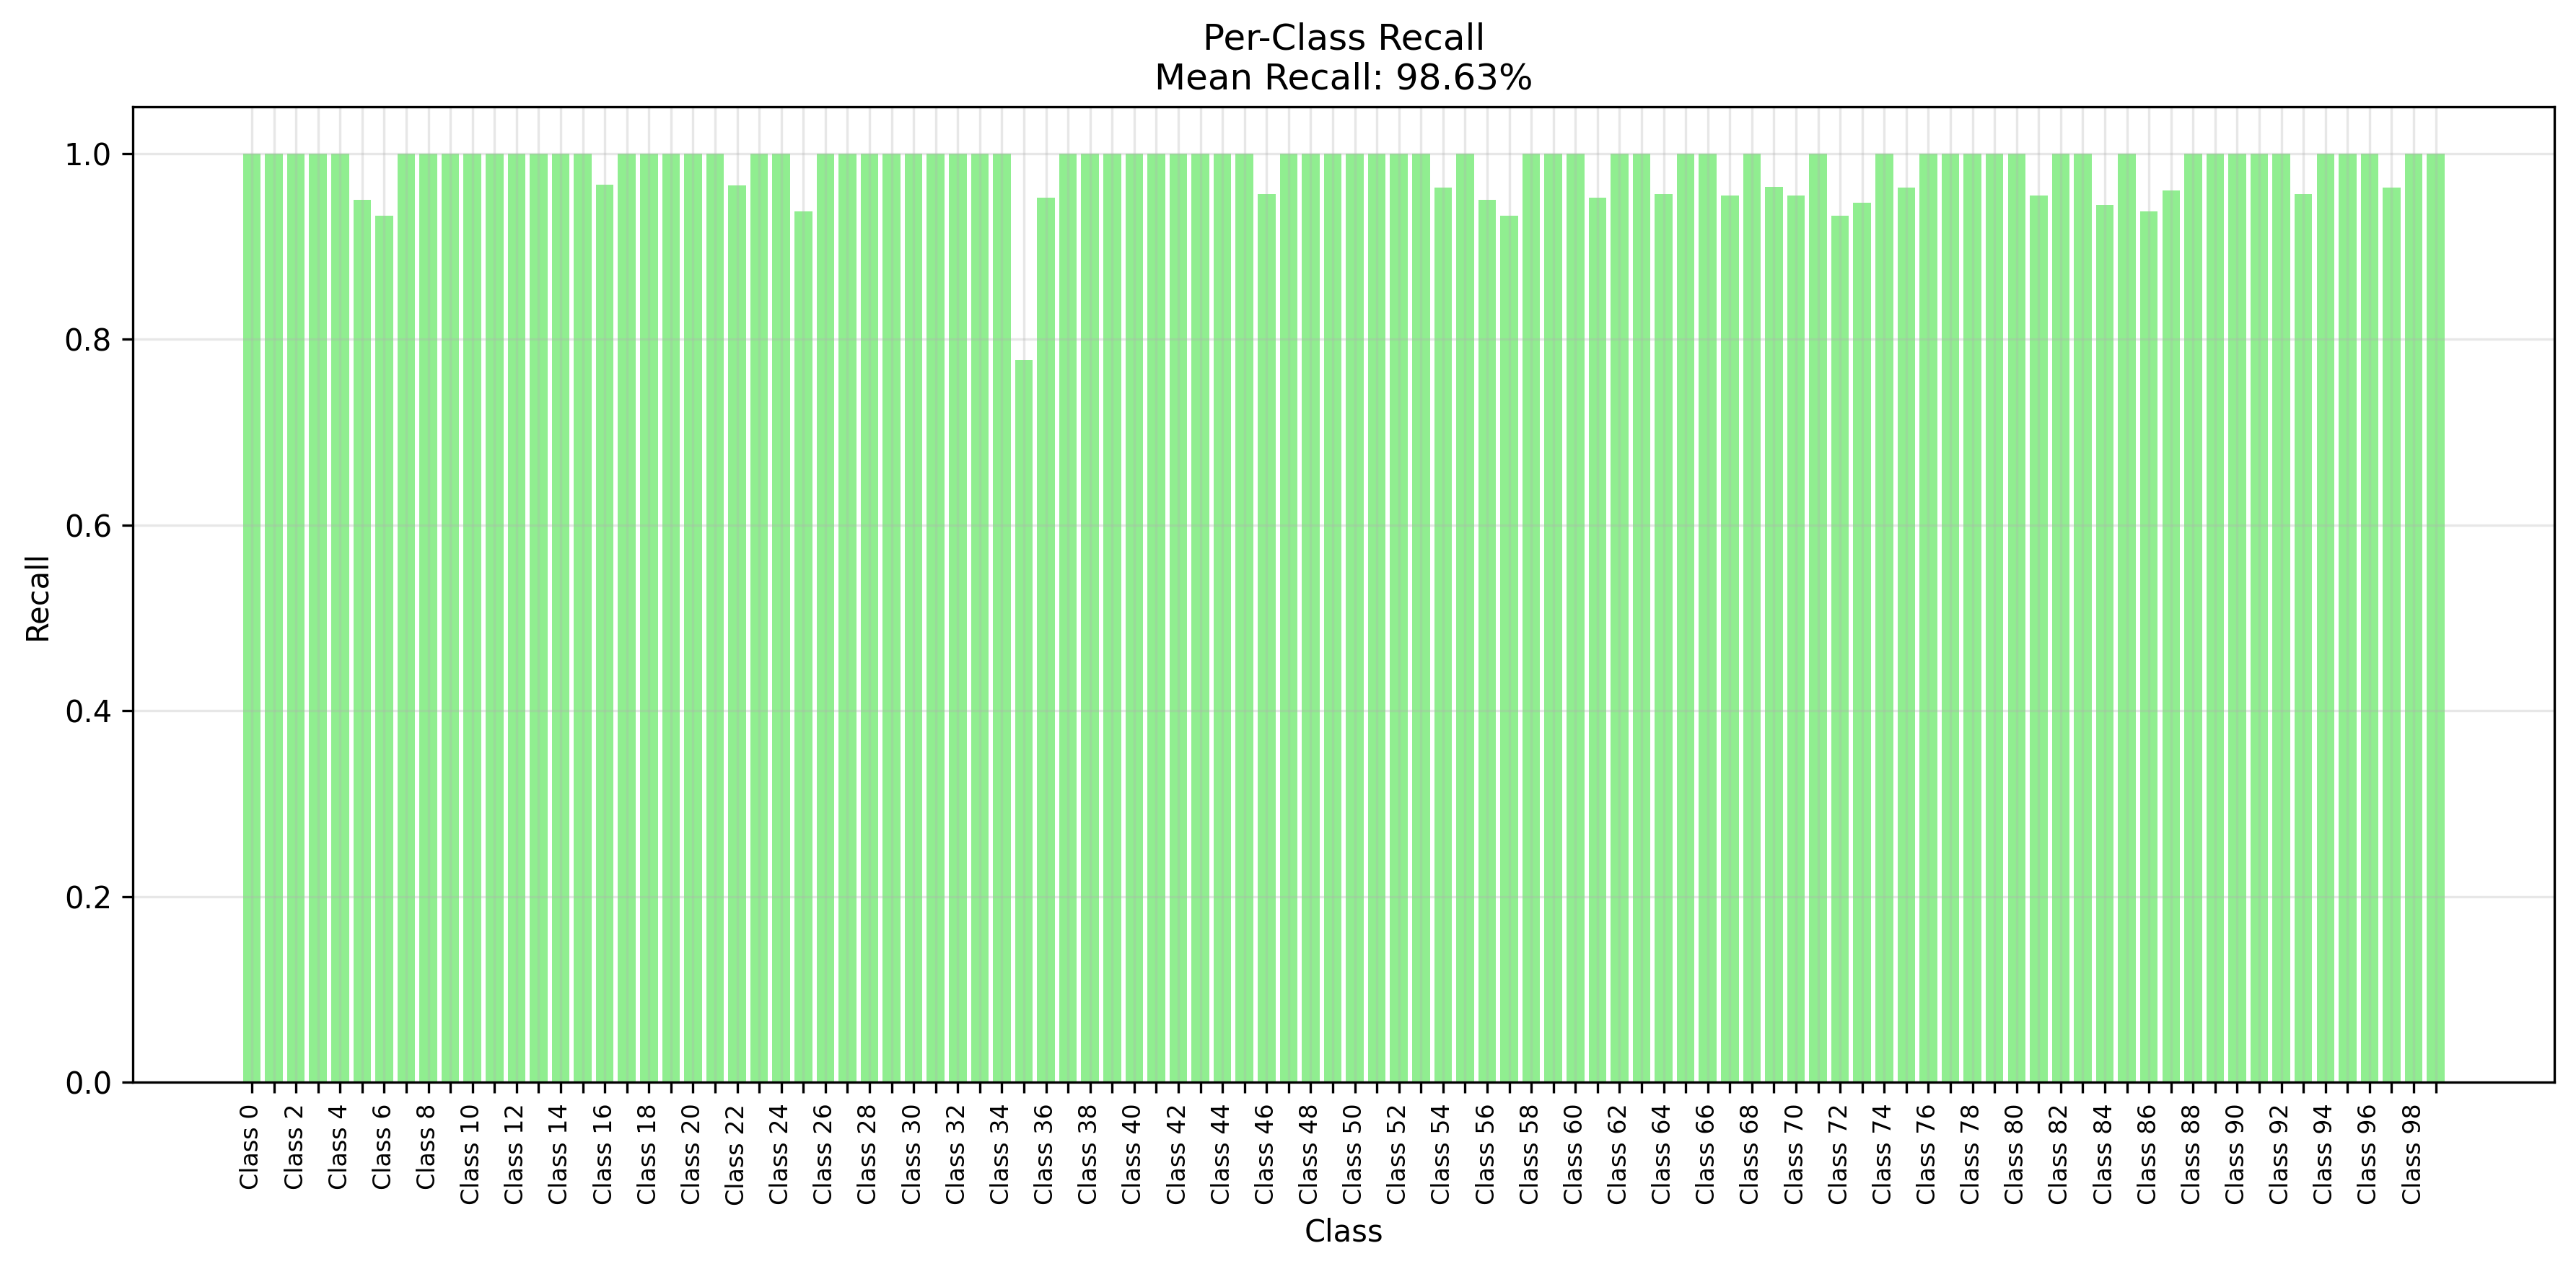 Per-Class Recall
Mean Recall: 98.63%
1.0
0.8
0.6
0.4
0.2
0.0
Recall
Class 0
Class 2
Class 4
Class 6
Class 8
Class 10
Class 12
Class 14
Class 16
Class 18
Class 20
Class 22
Class 24
Class 26
Class 28
Class 30
Class 32
Class 34
Class 36
Class 38
Class 40
Class 42
Class 44
Class 46
Class 48
Class 50
Class 52
Class 54
Class 56
Class 58
Class 60
Class 62
Class 64
Class 66
Class 68
Class 70
Class 72
Class 74
Class 76
Class 78
Class 80
Class 82
Class 84
Class 86
Class 88
Class 90
Class 92
Class 94
Class 96
Class 98
Class